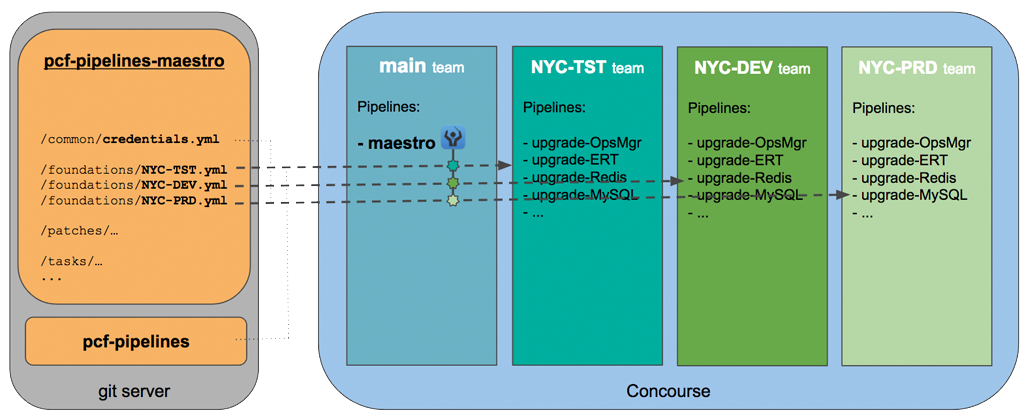 pcf-pipelines-maestro
/common/credentials.yml
/foundations/NYC-TST.yml
/foundations/NYC-DEV.yml
/foundations/NYC-PRD.yml
/patches/…
/tasks/…
...
pcf-pipelines
git server
main team
Pipelines:
- maestro
NYC-TST team
Pipelines:
- upgrade-OpsMgr
- upgrade-ERT
- upgrade-Redis
- upgrade-MySQL
- ...
NYC-DEV team
Pipelines:
- upgrade-OpsMgr
- upgrade-ERT
- upgrade-Redis
- upgrade-MySQL
- ...
NYC-PRD team
Pipelines:
- upgrade-OpsMgr
- upgrade-ERT
- upgrade-Redis
- upgrade-MySQL
- ...
Concourse